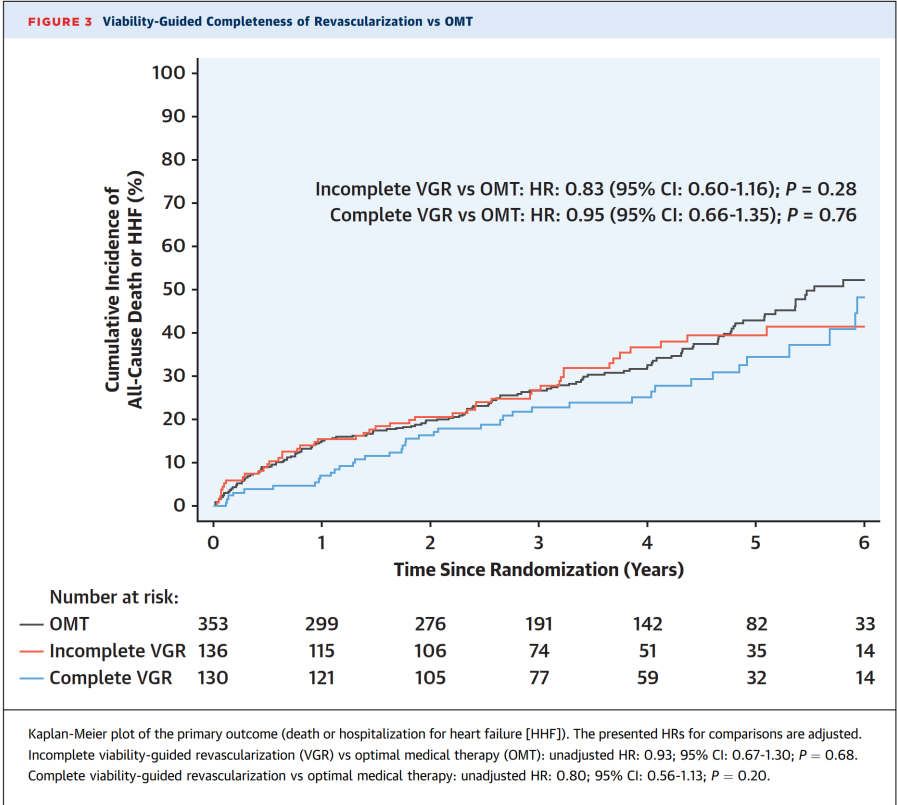 FIGURE 3 Viability-Guided Completeness of Revascularization vs OMT
Cumulative Incidence of
All-Cause Death or HHF (%)
100
90
80
70
60
50
40
30
20
10
0
Incomplete VGR vs OMT: HR: 0.83 (95% CI: 0.60-1.16); P = 0.28
Complete VGR vs OMT: HR: 0.95 (95% CI: 0.66-1.35); P = 0.76
0 1 2 3 4 5 6
Time Since Randomization (Years)
Number at risk:
OMT 353 299 276 191 142 82 33
Incomplete VGR 136 115 106 74 51 35 14
Complete VGR 130 121 105 77 59 32 14
Kaplan-Meier plot of the primary outcome (death or hospitalization for heart failure [HHF]). The presented HRs for comparisons are adjusted.
Incomplete viability-guided revascularization (VGR) vs optimal medical therapy (OMT): unadjusted HR: 0.93; 95% CI: 0.67-1.30; P = 0.68.
Complete viability-guided revascularization vs optimal medical therapy: unadjusted HR: 0.80; 95% CI: 0.56-1.13; P = 0.20.